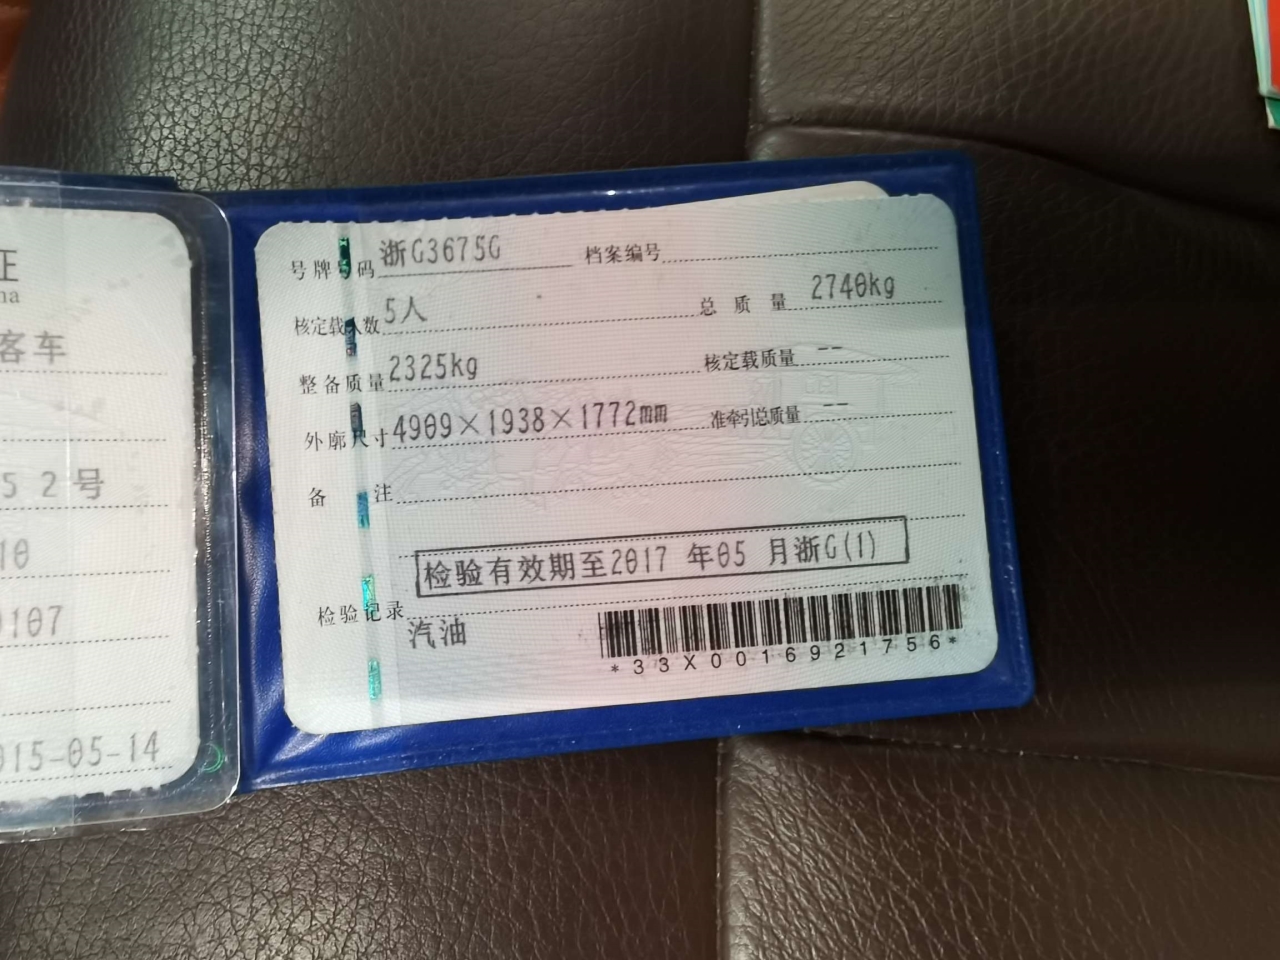 证
na
客车
52号
10
0107
015-05-14
号牌号码 浙G3675G 档案编号
核定载人数 5人 总质量 2740kg
整备质量 2325kg 核定载质量 --
外廓尺寸 4909×1938×1772mm 准牵引总质量 --
备注
检验有效期至2017 年05 月浙G(1)
检验记录
汽油
*33X0016921756*